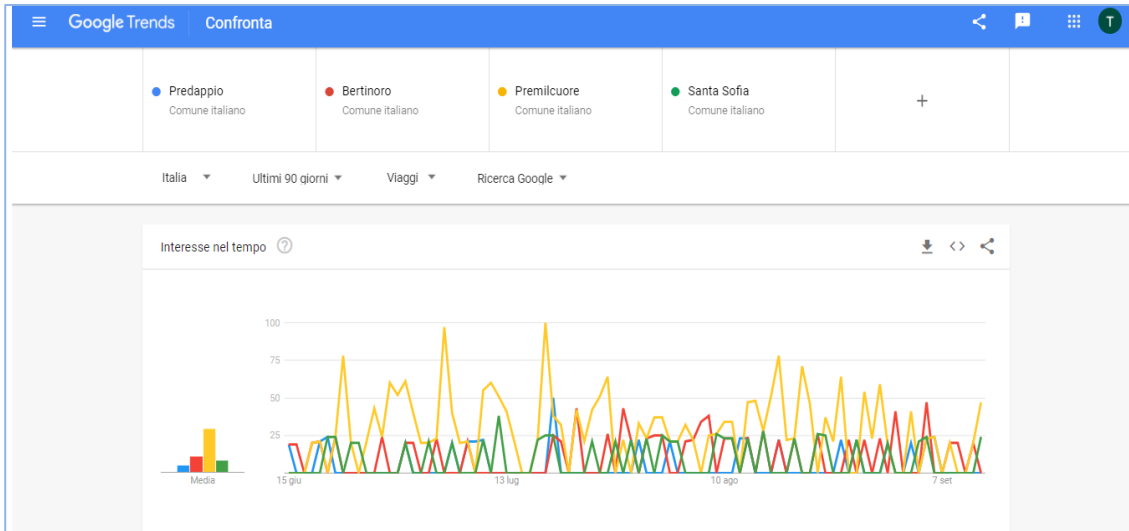 Google Trends Confronta T
Predappio Bertinoro Premilcuore Santa Sofia
Comune italiano Comune italiano Comune italiano Comune italiano
+
Italia Ultimi 90 giorni Viaggi Ricerca Google
Interesse nel tempo ?
100
75
50
25
Media 15 giu 13 lug 10 ago 7 set